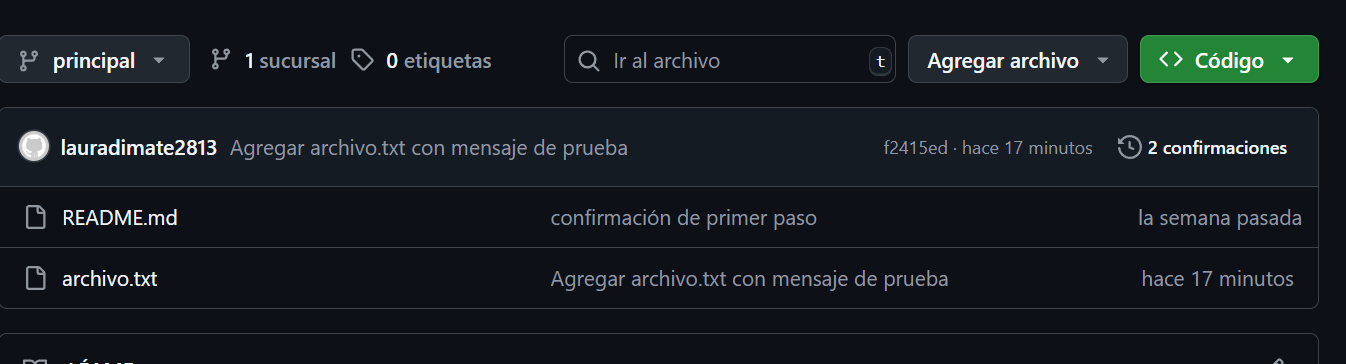 principal 1 sucursal 0 etiquetas Ir al archivo t Agregar archivo Código
lauradimate2813 Agregar archivo.txt con mensaje de prueba f2415ed · hace 17 minutos 2 confirmaciones
README.md confirmación de primer paso la semana pasada
archivo.txt Agregar archivo.txt con mensaje de prueba hace 17 minutos